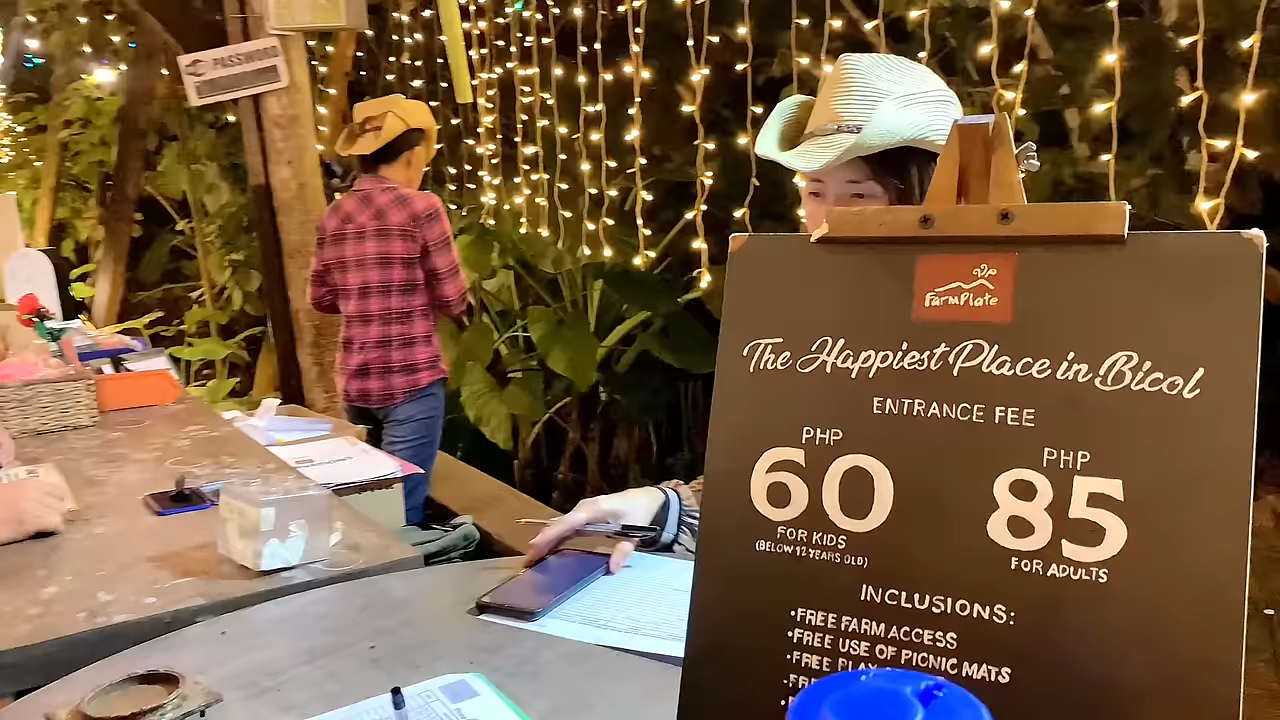 PASSWORD
FarmPlate
The Happiest Place in Bicol
ENTRANCE FEE
PHP
60
FOR KIDS
(BELOW 12 YEARS OLD)
PHP
85
FOR ADULTS
INCLUSIONS:
•FREE FARM ACCESS
•FREE USE OF PICNIC MATS
•FREE